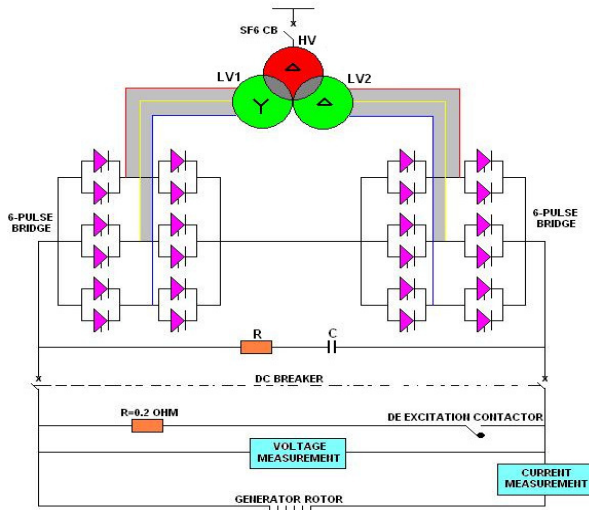 SF6 CB
HV
LV1
LV2
6-PULSE
BRIDGE
6-PULSE
BRIDGE
R
C
DC BREAKER
R=0.2 OHM
DE EXCITATION CONTACTOR
VOLTAGE
MEASUREMENT
CURRENT
MEASUREMENT
GENERATOR ROTOR